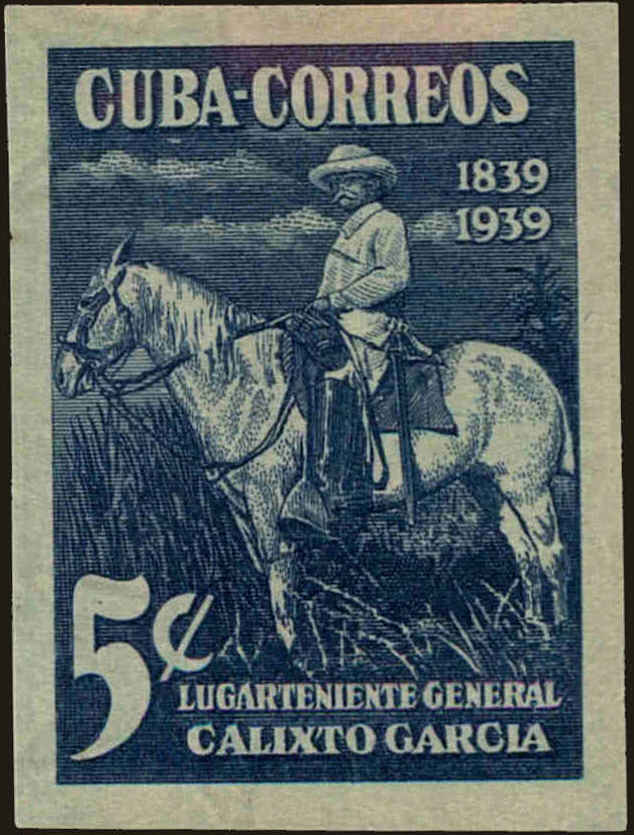 CUBA-CORREOS
1839
1939
5¢
LUGARTENIENTE GENERAL
CALIXTO GARCIA